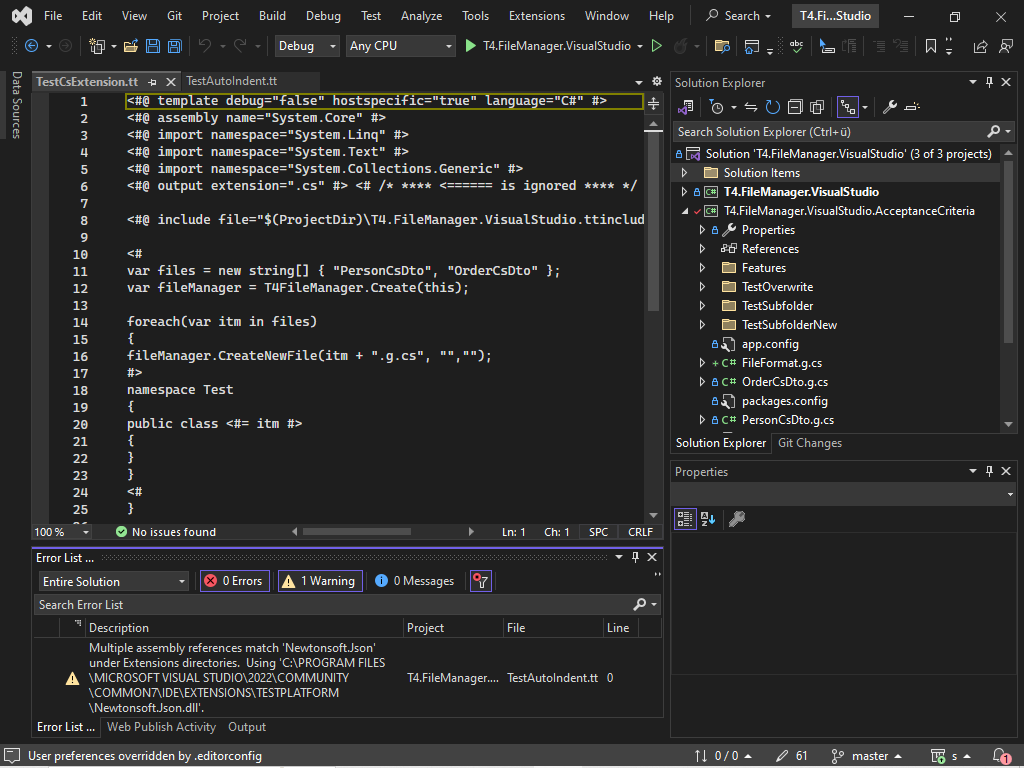 File Edit View Git Project Build Debug Test Analyze Tools Extensions Window Help Search T4.Fi...Studio
Debug Any CPU T4.FileManager.VisualStudio
Data Sources
TestCsExtension.tt TestAutoIndent.tt
1 <#@ template debug="false" hostspecific="true" language="C#" #>
2 <#@ assembly name="System.Core" #>
3 <#@ import namespace="System.Linq" #>
4 <#@ import namespace="System.Text" #>
5 <#@ import namespace="System.Collections.Generic" #>
6 <#@ output extension=".cs" #> <# /* **** <====== is ignored **** */
7
8 <#@ include file="$(ProjectDir)\T4.FileManager.VisualStudio.ttinclud
9
10 <#
11 var files = new string[] { "PersonCsDto", "OrderCsDto" };
12 var fileManager = T4FileManager.Create(this);
13
14 foreach(var itm in files)
15 {
16 fileManager.CreateNewFile(itm + ".g.cs", "","");
17 #>
18 namespace Test
19 {
20 public class <#= itm #>
21 {
22 }
23 }
24 <#
25 }
100 % No issues found Ln: 1 Ch: 1 SPC CRLF
Error List ...
Entire Solution 0 Errors 1 Warning 0 Messages
Search Error List
Description Project File Line
Multiple assembly references match 'Newtonsoft.Json'
under Extensions directories.  Using 'C:\PROGRAM FILES
\MICROSOFT VISUAL STUDIO\2022\COMMUNITY
\COMMON7\IDE\EXTENSIONS\TESTPLATFORM
\Newtonsoft.Json.dll'.
T4.FileManager.... TestAutoIndent.tt 0
Error List ... Web Publish Activity Output
Solution Explorer
Search Solution Explorer (Ctrl+ü)
Solution 'T4.FileManager.VisualStudio' (3 of 3 projects)
Solution Items
C# T4.FileManager.VisualStudio
C# T4.FileManager.VisualStudio.AcceptanceCriteria
Properties
References
Features
TestOverwrite
TestSubfolder
TestSubfolderNew
app.config
C# FileFormat.g.cs
C# OrderCsDto.g.cs
packages.config
C# PersonCsDto.g.cs
Solution Explorer Git Changes
Properties
User preferences overridden by .editorconfig 0 / 0 61 master s 1